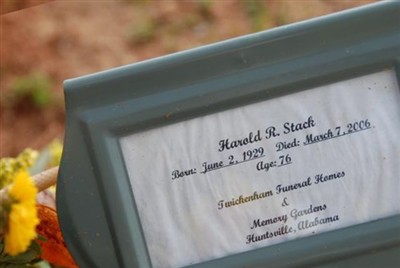 Harold R. Stack
Born: June 2, 1929 Died: March 7, 2006
Age: 76
Twickenham Funeral Homes
&
Memory Gardens
Huntsville, Alabama